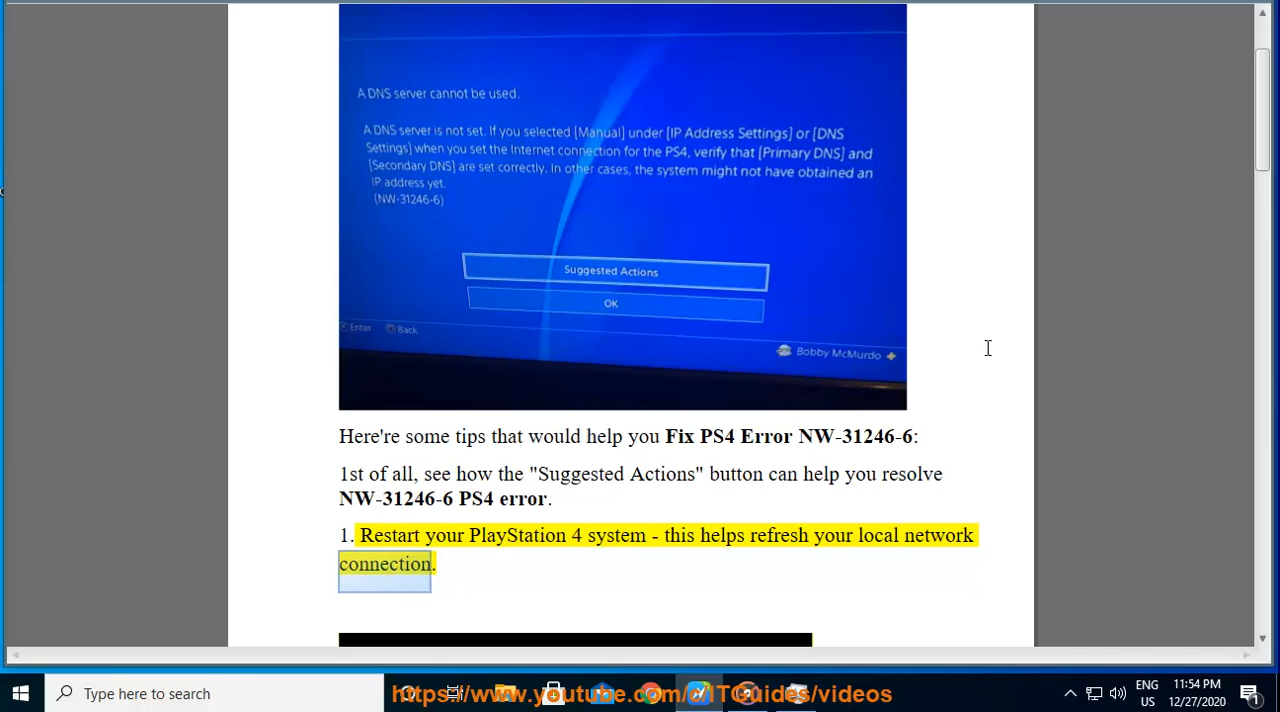 A DNS server cannot be used.
A DNS server is not set. If you selected [Manual] under [IP Address Settings] or [DNS
Settings] when you set the Internet connection for the PS4, verify that [Primary DNS] and
[Secondary DNS] are set correctly. In other cases, the system might not have obtained an
IP address yet.
(NW-31246-6)
Suggested Actions
OK
Enter Back
Bobby McMurdo
Here're some tips that would help you Fix PS4 Error NW-31246-6:
1st of all, see how the "Suggested Actions" button can help you resolve
NW-31246-6 PS4 error.
1. Restart your PlayStation 4 system - this helps refresh your local network
connection.
Type here to search
https://www.youtube.com/c/ITGuides/videos
ENG
US
11:54 PM
12/27/2020
1